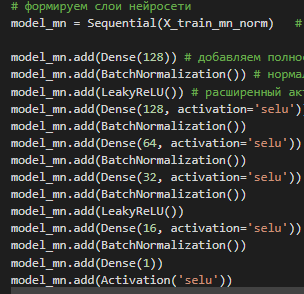 # формируем слои нейросети
model_mn = Sequential(X_train_mn_norm) #
model_mn.add(Dense(128)) # добавляем
model_mn.add(BatchNormalization()) #
model_mn.add(LeakyReLU()) # расширенный
model_mn.add(Dense(128, activation='selu'))
model_mn.add(BatchNormalization())
model_mn.add(Dense(64, activation='selu'))
model_mn.add(BatchNormalization())
model_mn.add(Dense(32, activation='selu'))
model_mn.add(BatchNormalization())
model_mn.add(LeakyReLU())
model_mn.add(Dense(16, activation='selu'))
model_mn.add(BatchNormalization())
model_mn.add(Dense(1))
model_mn.add(Activation('selu'))